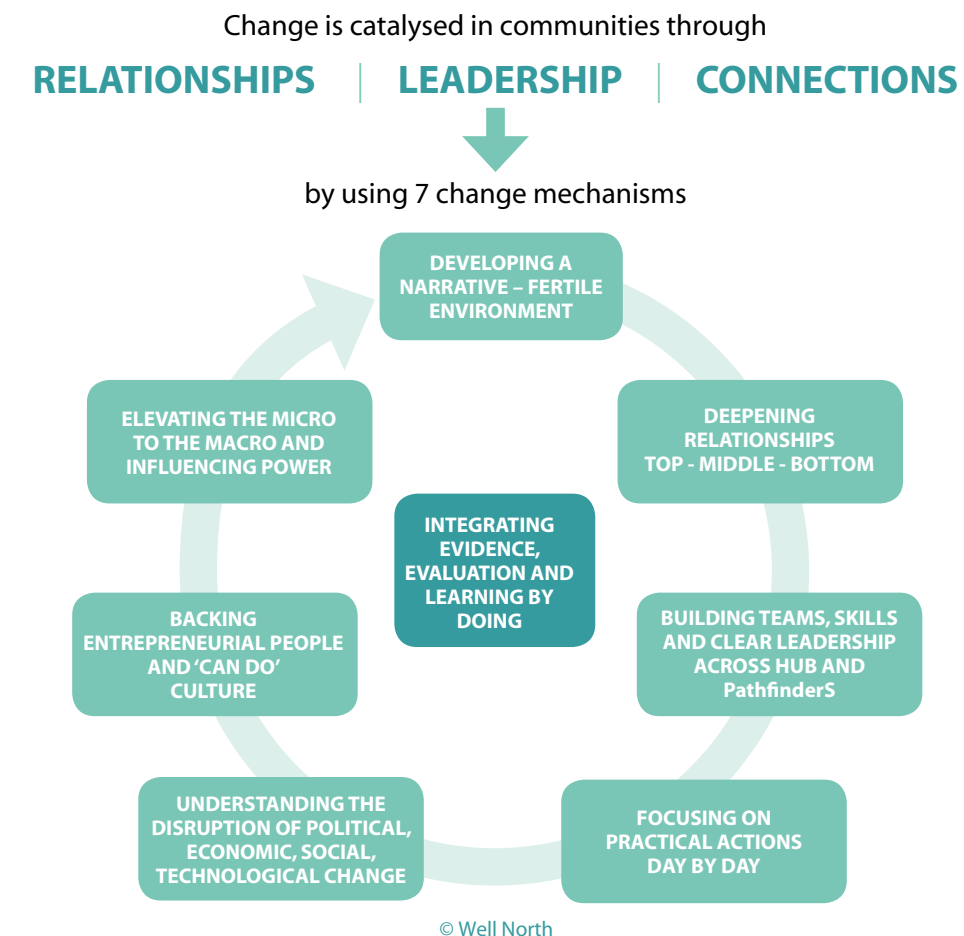 Change is catalysed in communities through
RELATIONSHIPS | LEADERSHIP | CONNECTIONS
by using 7 change mechanisms
DEVELOPING A
NARRATIVE – FERTILE
ENVIRONMENT
DEEPENING
RELATIONSHIPS
TOP - MIDDLE - BOTTOM
BUILDING TEAMS, SKILLS
AND CLEAR LEADERSHIP
ACROSS HUB AND
PathfinderS
FOCUSING ON
PRACTICAL ACTIONS
DAY BY DAY
UNDERSTANDING THE
DISRUPTION OF POLITICAL,
ECONOMIC, SOCIAL,
TECHNOLOGICAL CHANGE
BACKING
ENTREPRENEURIAL PEOPLE
AND ‘CAN DO’
CULTURE
ELEVATING THE MICRO
TO THE MACRO AND
INFLUENCING POWER
INTEGRATING
EVIDENCE,
EVALUATION AND
LEARNING BY
DOING
© Well North